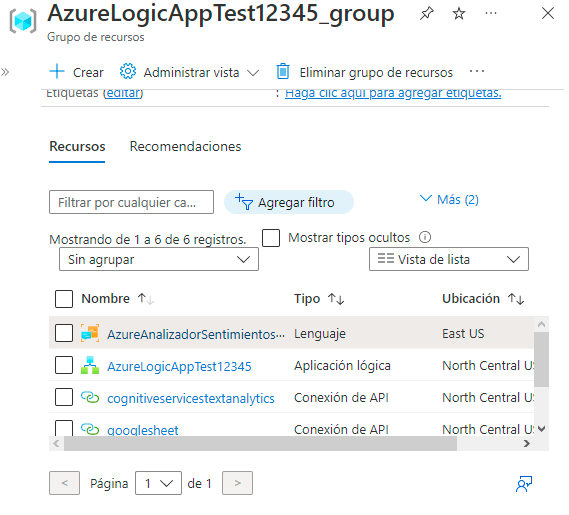 AzureLogicAppTest12345_group
Grupo de recursos
Crear Administrar vista Eliminar grupo de recursos ...
Etiquetas (editar) : Haga clic aquí para agregar etiquetas.
Recursos Recomendaciones
Filtrar por cualquier ca... Agregar filtro Más (2)
Mostrando de 1 a 6 de 6 registros. Mostrar tipos ocultos
Sin agrupar Vista de lista
Nombre Tipo Ubicación
AzureAnalizadorSentimientos... Lenguaje East US
AzureLogicAppTest12345 Aplicación lógica North Central US
cognitiveservicestextanalytics Conexión de API North Central US
googlesheet Conexión de API North Central US
< Página 1 de 1 >